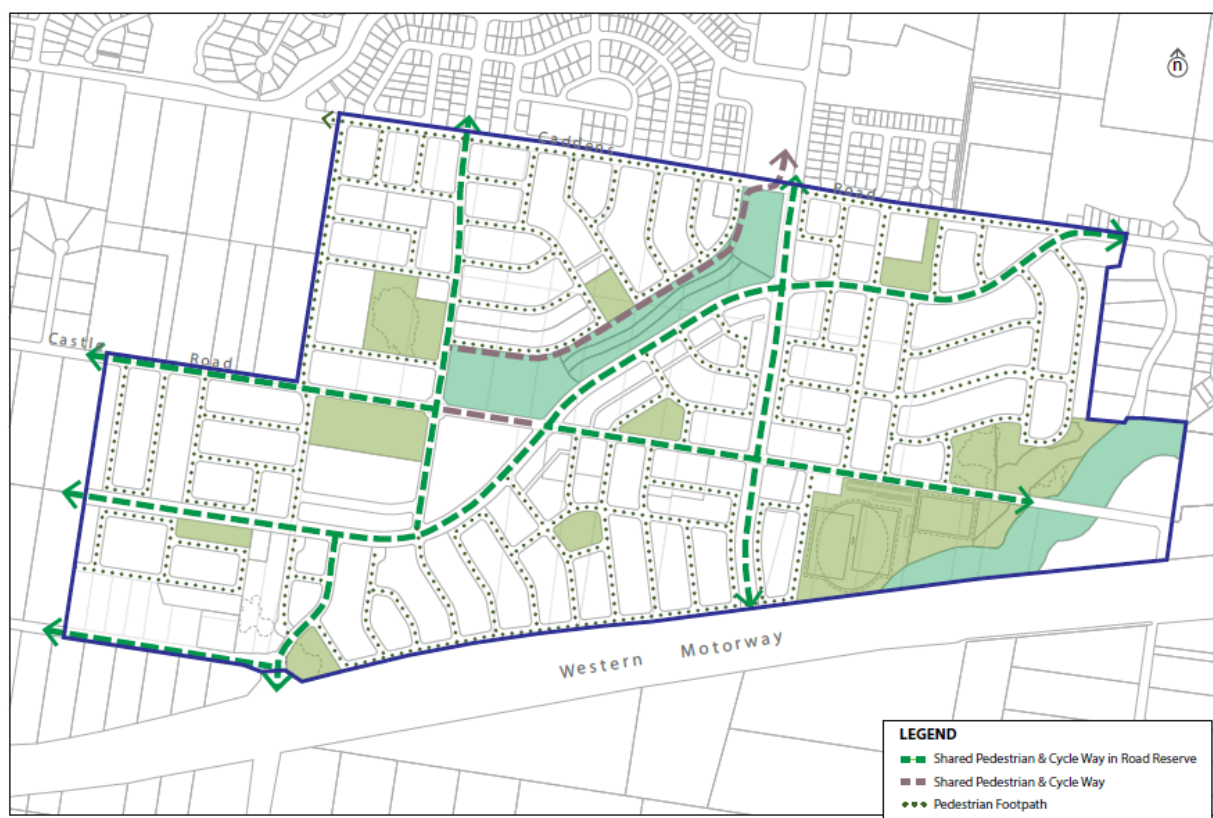 n
Caddens
Road
Castle
Road
Western Motorway
LEGEND
Shared Pedestrian & Cycle Way in Road Reserve
Shared Pedestrian & Cycle Way
Pedestrian Footpath